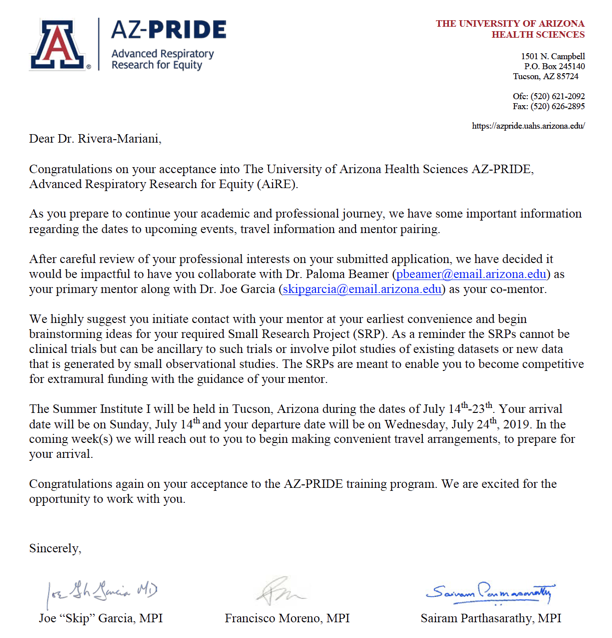 AZ-PRIDE
Advanced Respiratory
Research for Equity
THE UNIVERSITY OF ARIZONA
HEALTH SCIENCES
1501 N. Campbell
P.O. Box 245140
Tucson, AZ 85724
Ofc: (520) 621-2092
Fax: (520) 626-2895
https://azpride.uahs.arizona.edu/
Dear Dr. Rivera-Mariani,
Congratulations on your acceptance into The University of Arizona Health Sciences AZ-PRIDE,
Advanced Respiratory Research for Equity (AiRE).
As you prepare to continue your academic and professional journey, we have some important information
regarding the dates to upcoming events, travel information and mentor pairing.
After careful review of your professional interests on your submitted application, we have decided it
would be impactful to have you collaborate with Dr. Paloma Beamer (pbeamer@email.arizona.edu) as
your primary mentor along with Dr. Joe Garcia (skipgarcia@email.arizona.edu) as your co-mentor.
We highly suggest you initiate contact with your mentor at your earliest convenience and begin
brainstorming ideas for your required Small Research Project (SRP). As a reminder the SRPs cannot be
clinical trials but can be ancillary to such trials or involve pilot studies of existing datasets or new data
that is generated by small observational studies. The SRPs are meant to enable you to become competitive
for extramural funding with the guidance of your mentor.
The Summer Institute I will be held in Tucson, Arizona during the dates of July 14th-23th. Your arrival
date will be on Sunday, July 14th and your departure date will be on Wednesday, July 24th, 2019. In the
coming week(s) we will reach out to you to begin making convenient travel arrangements, to prepare for
your arrival.
Congratulations again on your acceptance to the AZ-PRIDE training program. We are excited for the
opportunity to work with you.
Sincerely,
Sairam Parthasarathy
Joe “Skip” Garcia, MPI Francisco Moreno, MPI Sairam Parthasarathy, MPI